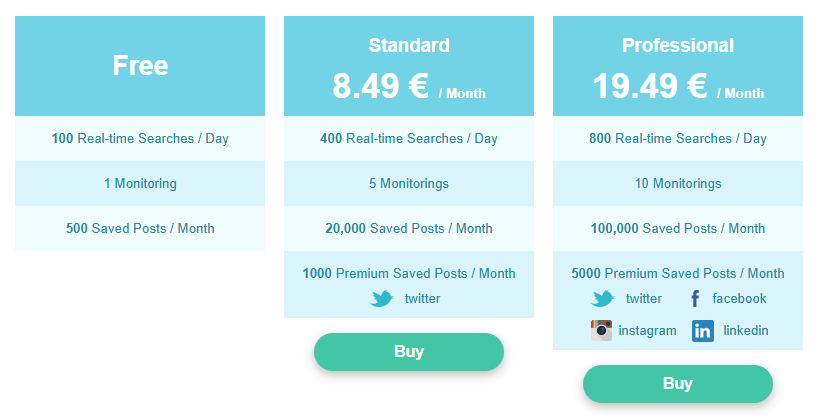 Free
100 Real-time Searches / Day
1 Monitoring
500 Saved Posts / Month
Standard
8.49 € / Month
400 Real-time Searches / Day
5 Monitorings
20,000 Saved Posts / Month
1000 Premium Saved Posts / Month
twitter
Buy
Professional
19.49 € / Month
800 Real-time Searches / Day
10 Monitorings
100,000 Saved Posts / Month
5000 Premium Saved Posts / Month
twitter facebook
instagram linkedin
Buy